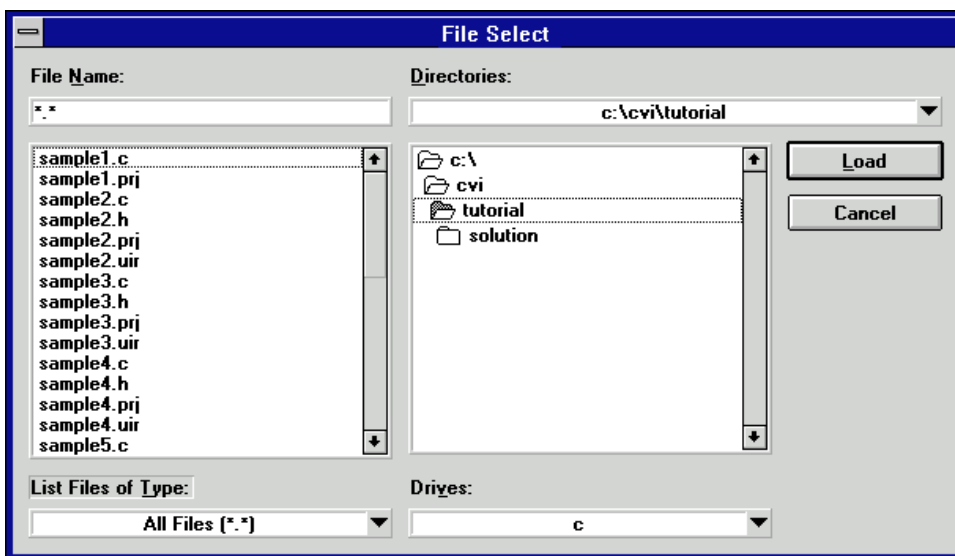 File Select
File Name:
*.*
sample1.c
sample1.prj
sample2.c
sample2.h
sample2.prj
sample2.uir
sample3.c
sample3.h
sample3.prj
sample3.uir
sample4.c
sample4.h
sample4.prj
sample4.uir
sample5.c
List Files of Type:
All Files (*.*)
Directories:
c:\cvi\tutorial
c:\
cvi
tutorial
solution
Drives:
c
Load
Cancel